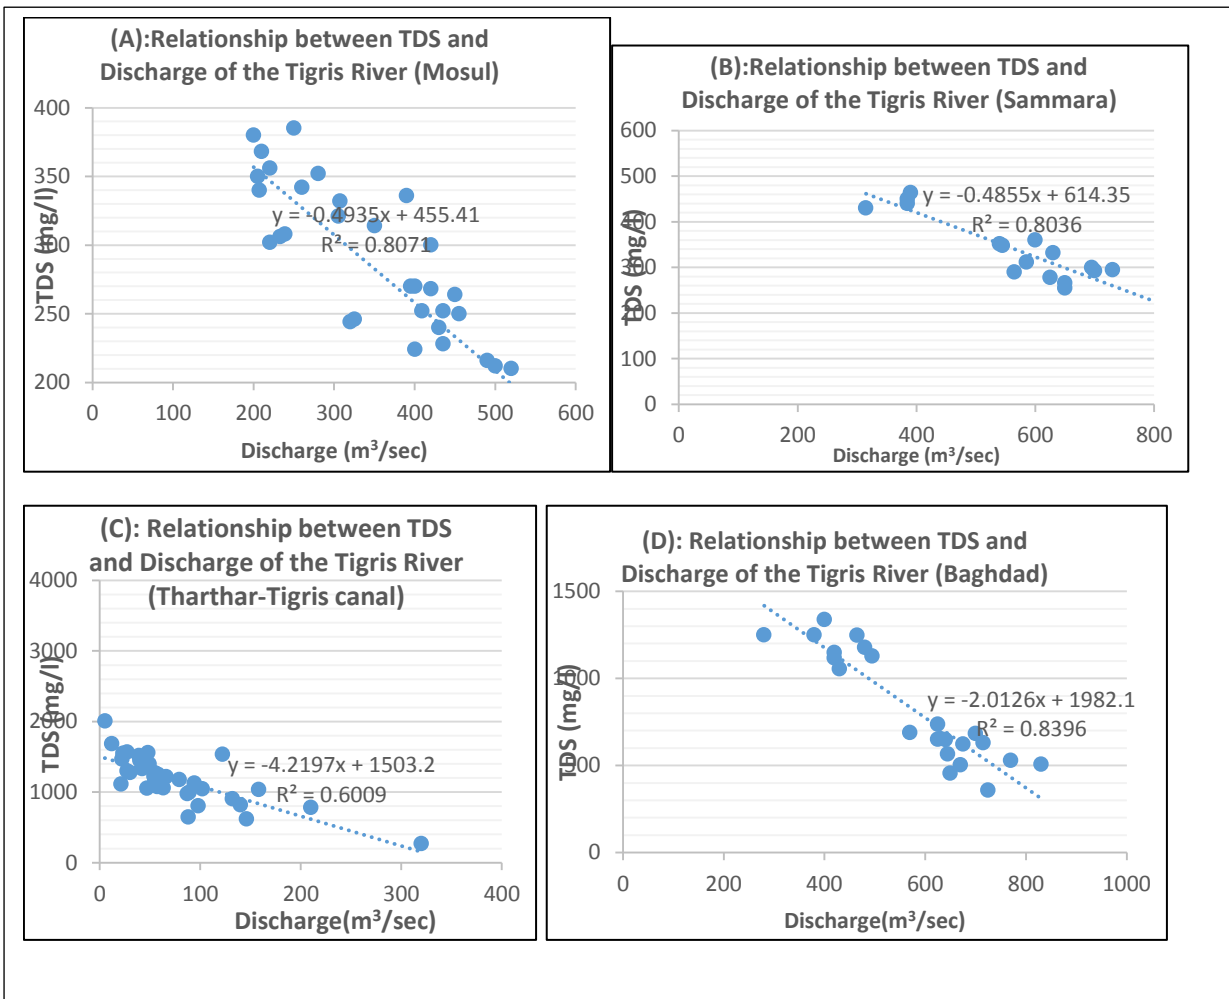 (A):Relationship between TDS and
Discharge of the Tigris River (Mosul)
400
350
300
250
200
TDS (mg/l)
y = -0.4935x + 455.41
R² = 0.8071
0 100 200 300 400 500 600
Discharge (m³/sec)
(B):Relationship between TDS and
Discharge of the Tigris River (Sammara)
600
500
400
300
200
100
0
TDS (mg/l)
y = -0.4855x + 614.35
R² = 0.8036
0 200 400 600 800
Discharge (m³/sec)
(C): Relationship between TDS
and Discharge of the Tigris River
(Tharthar-Tigris canal)
4000
3000
2000
1000
0
TDS(mg/l)
y = -4.2197x + 1503.2
R² = 0.6009
0 100 200 300 400
Discharge(m³/sec)
(D): Relationship between TDS and
Discharge of the Tigris River (Baghdad)
1500
1000
500
0
TDS (mg/l)
y = -2.0126x + 1982.1
R² = 0.8396
0 200 400 600 800 1000
Discharge(m³/sec)